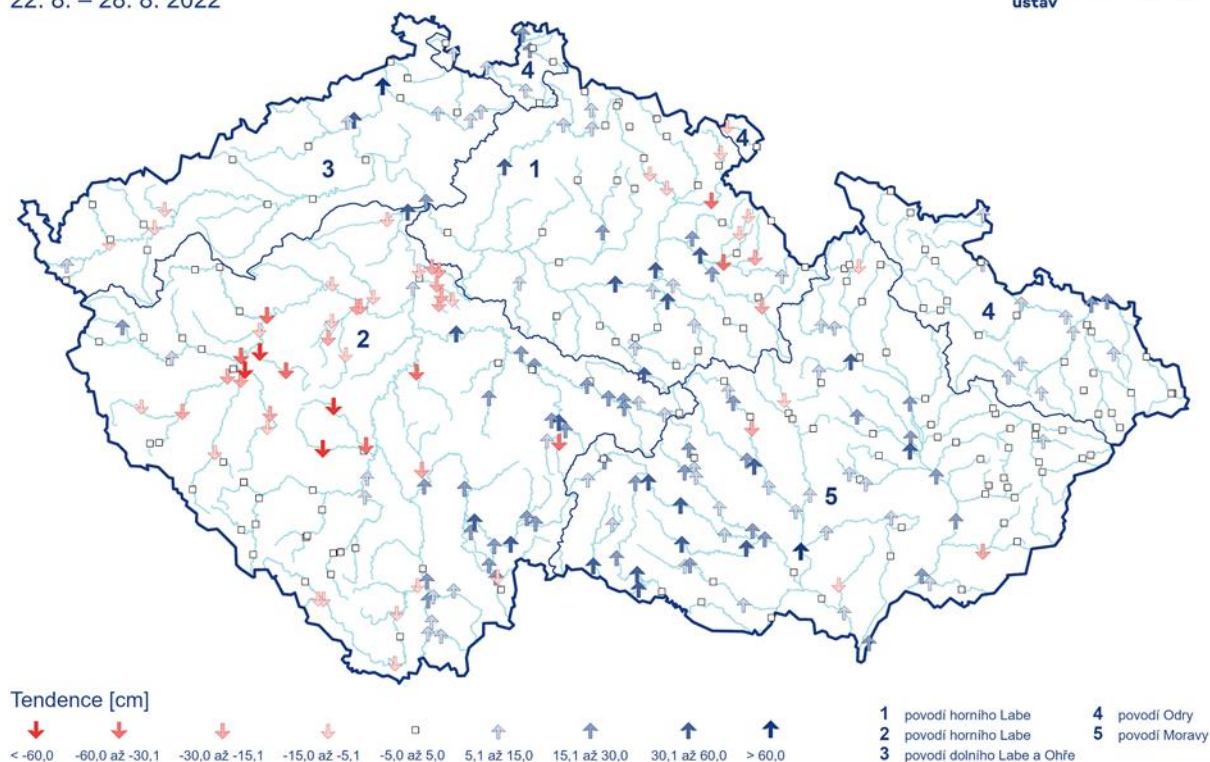 22. 8. – 28. 8. 2022
ústav
4
4
3
1
2
4
5
Tendence [cm]
< -60,0
-60,0 až -30,1
-30,0 až -15,1
-15,0 až -5,1
-5,0 až 5,0
5,1 až 15,0
15,1 až 30,0
30,1 až 60,0
> 60,0
1 povodí horního Labe
2 povodí horního Labe
3 povodí dolního Labe a Ohře
4 povodí Odry
5 povodí Moravy